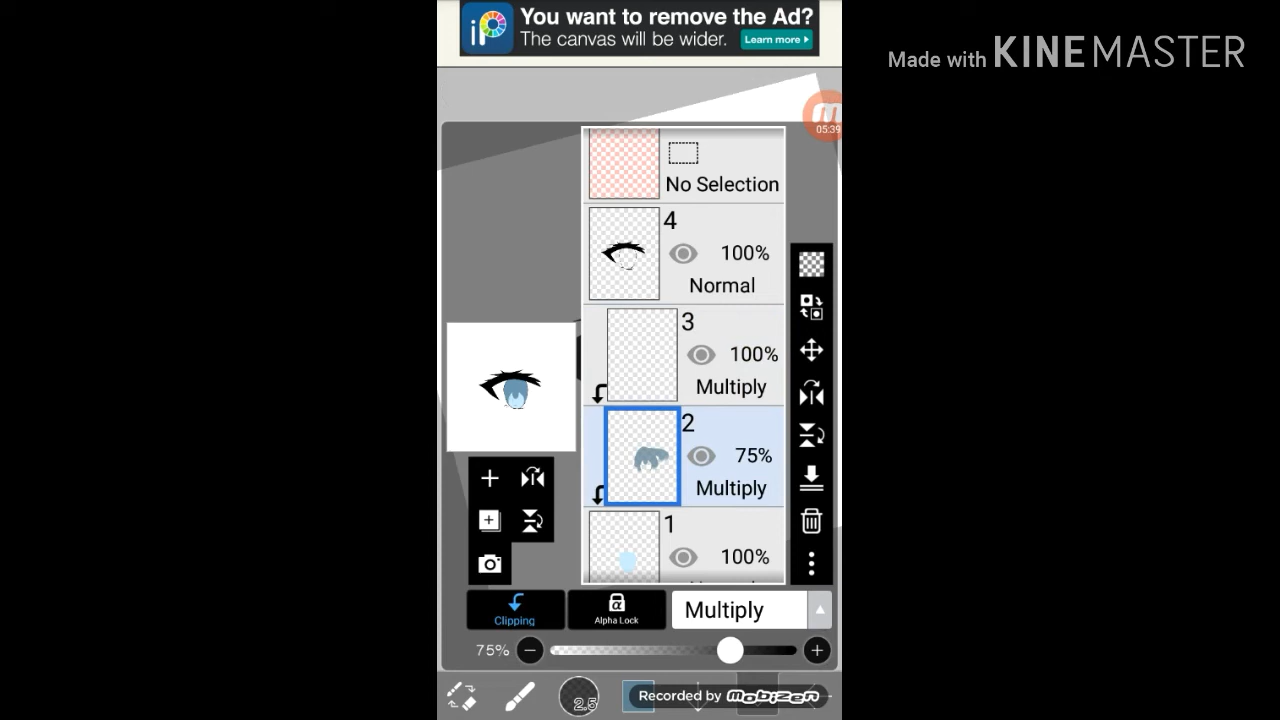 iP
You want to remove the Ad?
The canvas will be wider.
Learn more
Made with KINEMASTER
05:39
No Selection
4
100%
Normal
3
100%
Multiply
2
75%
Multiply
1
100%
Clipping
α
Alpha Lock
Multiply
75%
2.5
Recorded by Mobizen